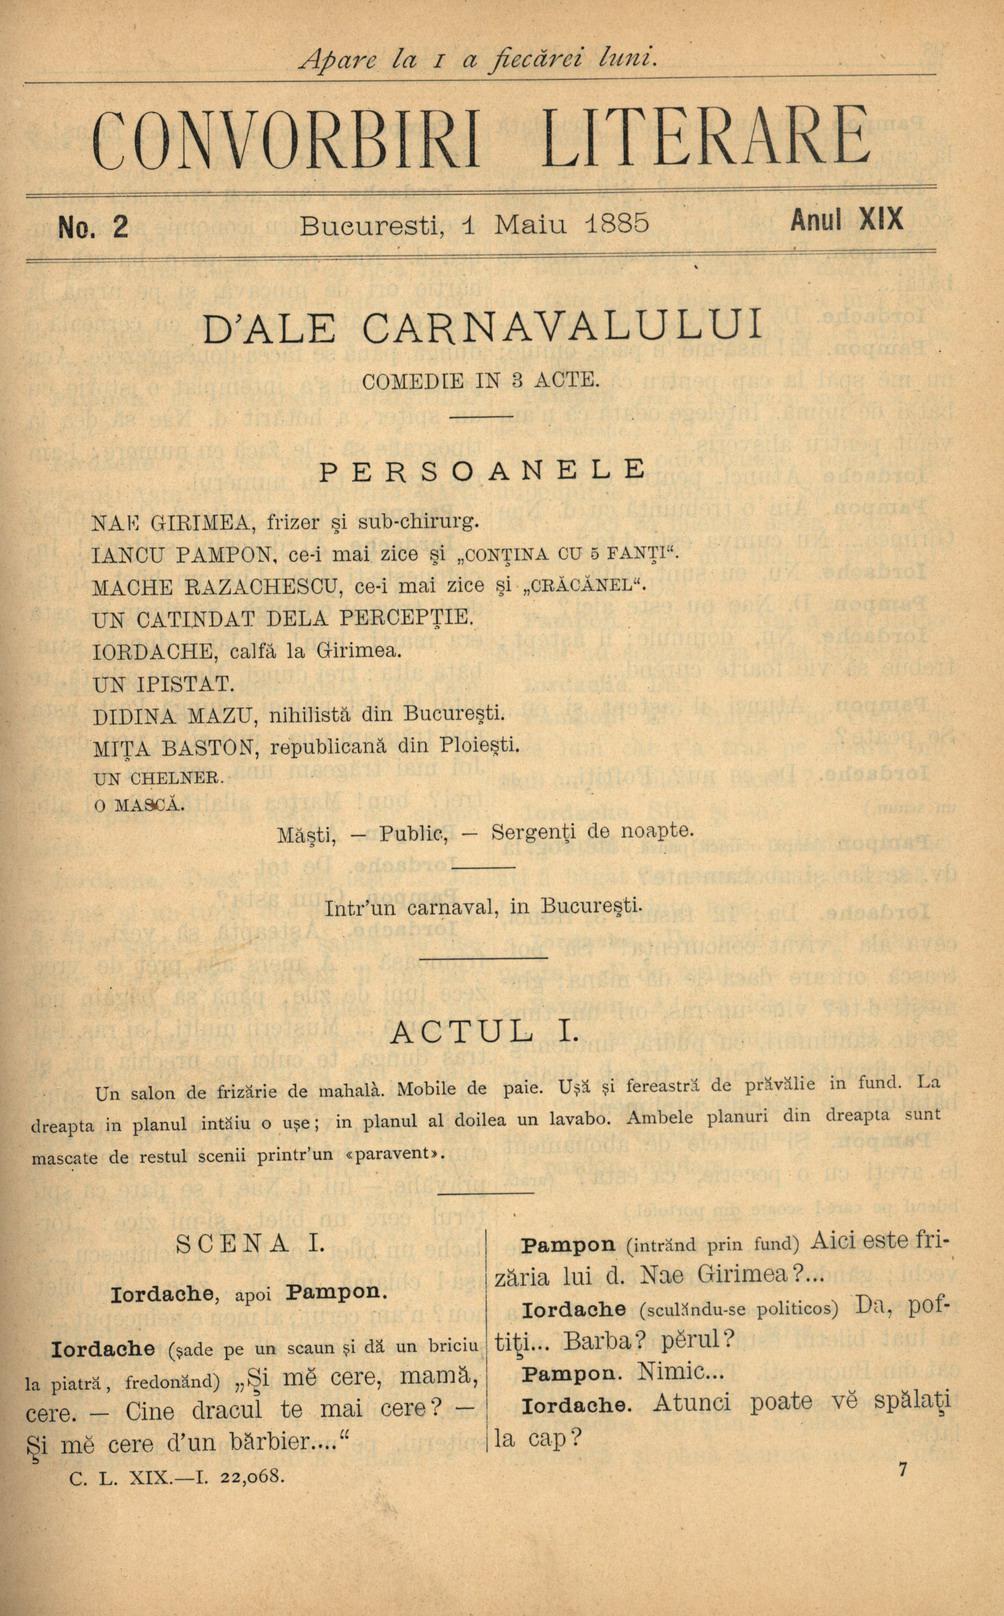 Apare la 1 a fiecărei luni.
CONVORBIRI LITERARE
No. 2 Bucuresti, 1 Maiu 1885 Anul XIX
D'ALE CARNAVALULUI
COMEDIE IN 3 ACTE.
PERSOANELE
NAE GIRIMEA, frizer şi sub-chirurg.
IANCU PAMPON, ce-i mai zice şi „CONŢINA CU 5 FANŢI“.
MACHE RAZACHESCU, ce-i mai zice şi „CRĂCĂNEL“.
UN CATINDAT DELA PERCEPŢIE.
IORDACHE, calfă la Girimea.
UN IPISTAT.
DIDINA MAZU, nihilistă din Bucureşti.
MIŢA BASTON, republicană din Ploieşti.
UN CHELNER.
O MASCĂ.
Măşti, — Public, — Sergenţi de noapte.
Intr'un carnaval, in Bucureşti.
ACTUL I.
Un salon de frizărie de mahalà. Mobile de paie. Uşă şi fereastră de prăvălie in fund. La
dreapta in planul intăiu o uşe; in planul al doilea un lavabo. Ambele planuri din dreapta sunt
mascate de restul scenii printr'un «paravent».
SCENA I.
Iordache, apoi Pampon.
Iordache (şade pe un scaun şi dă un briciu
la piatră, fredonănd) „Şi mĕ cere, mamă,
cere. — Cine dracul te mai cere? —
Şi mĕ cere d'un bărbier....“
Pampon (intrănd prin fund) Aici este fri-
zăria lui d. Nae Girimea?...
Iordache (sculăndu-se politicos) Da, pof-
tiţi... Barba? pĕrul?
Pampon. Nimic...
Iordache. Atunci poate vĕ spălaţi
la cap?
C. L. XIX.—I. 22,068.
7